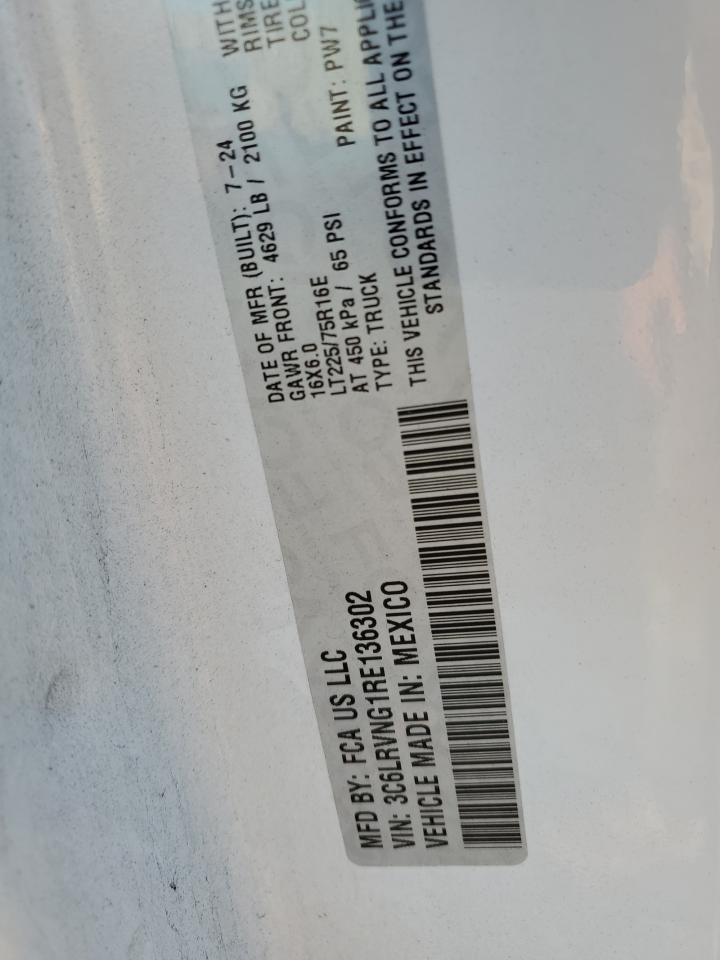 MFD BY: FCA US LLC
VIN: 3C6LRVNG1RE136302
VEHICLE MADE IN: MEXICO
DATE OF MFR (BUILT): 7-24
GAWR FRONT: 4629 LB / 2100 KG WITH
16X6.0 RIMS
LT225/75R16E TIRE
AT 450 kPa / 65 PSI COL
TYPE: TRUCK PAINT: PW7
THIS VEHICLE CONFORMS TO ALL APPLI
STANDARDS IN EFFECT ON THE